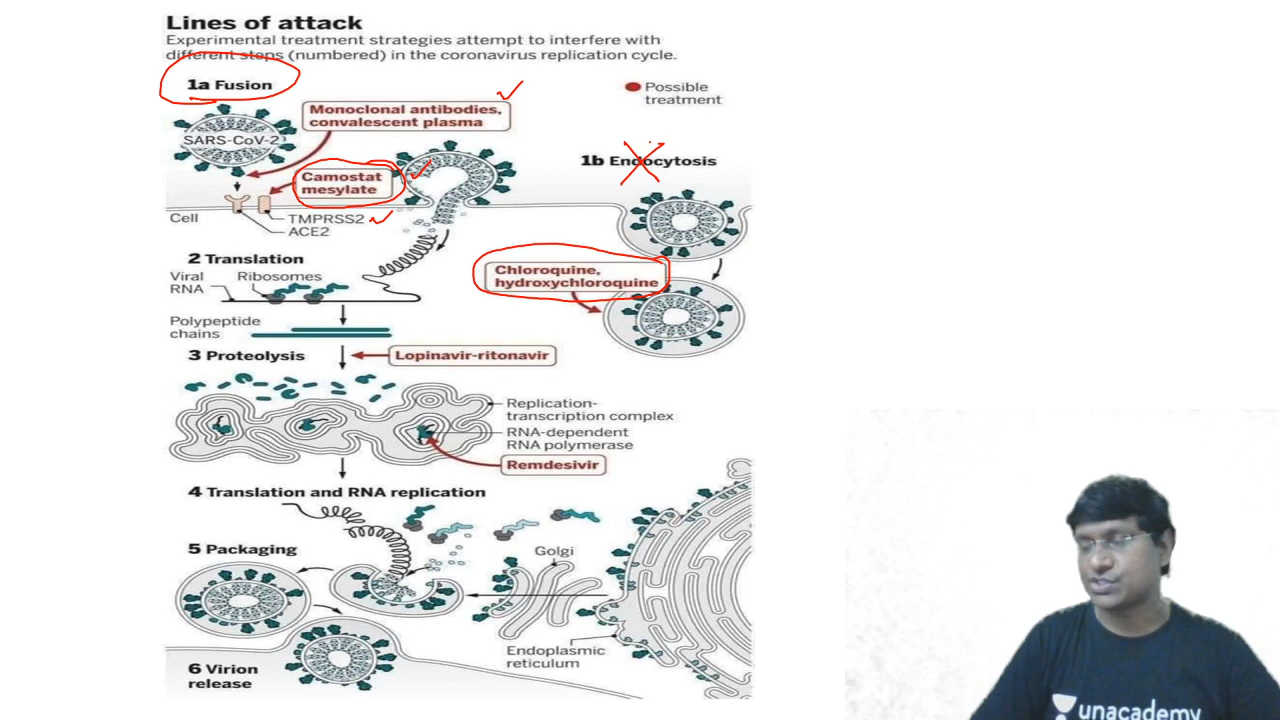 Lines of attack
Experimental treatment strategies attempt to interfere with
different steps (numbered) in the coronavirus replication cycle.
1a Fusion
Possible
treatment
Monoclonal antibodies,
convalescent plasma
SARS-CoV-2
1b Endocytosis
Camostat
mesylate
Cell
TMPRSS2
ACE2
2 Translation
Viral
RNA
Ribosomes
Chloroquine,
hydroxychloroquine
Polypeptide
chains
3 Proteolysis
Lopinavir-ritonavir
Replication-
transcription complex
RNA-dependent
RNA polymerase
Remdesivir
4 Translation and RNA replication
5 Packaging
Golgi
Endoplasmic
reticulum
6 Virion
release
unacademy